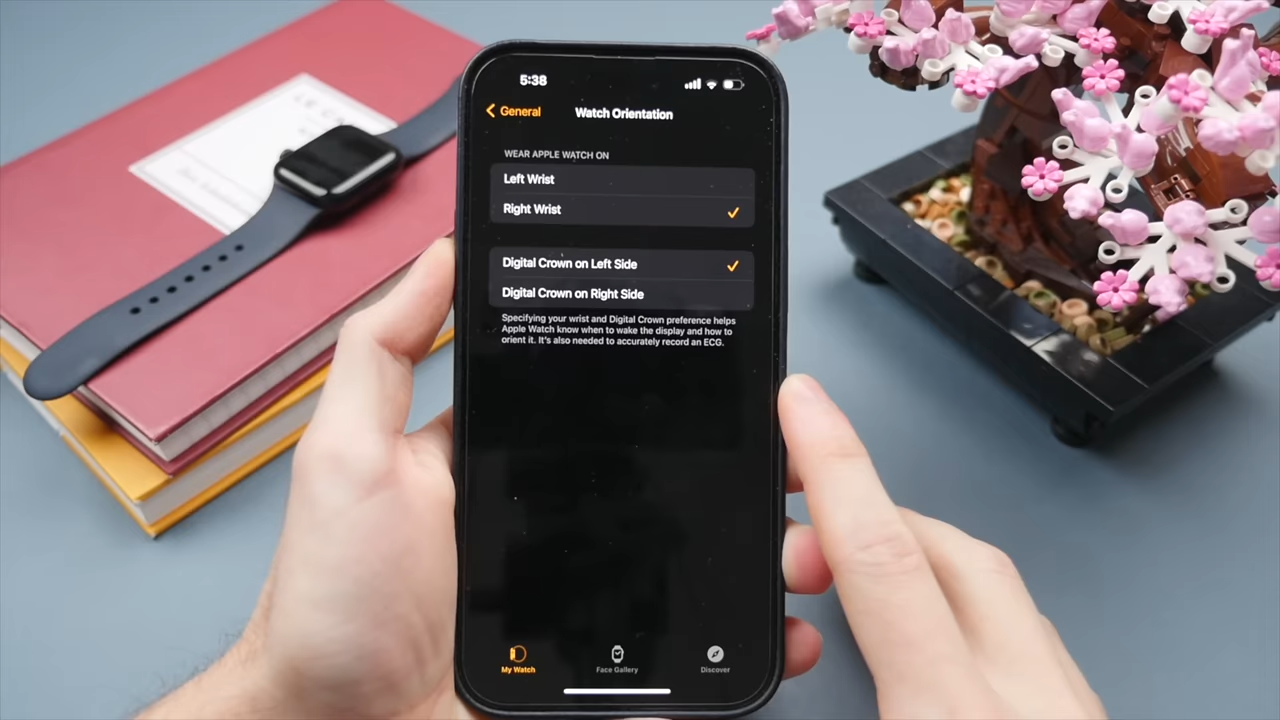 5:38
General
Watch Orientation
WEAR APPLE WATCH ON
Left Wrist
Right Wrist
Digital Crown on Left Side
Digital Crown on Right Side
Specifying your wrist and Digital Crown preference helps
Apple Watch know when to wake the display and how to
orient it. It's also needed to accurately record an ECG.
My Watch
Face Gallery
Discover